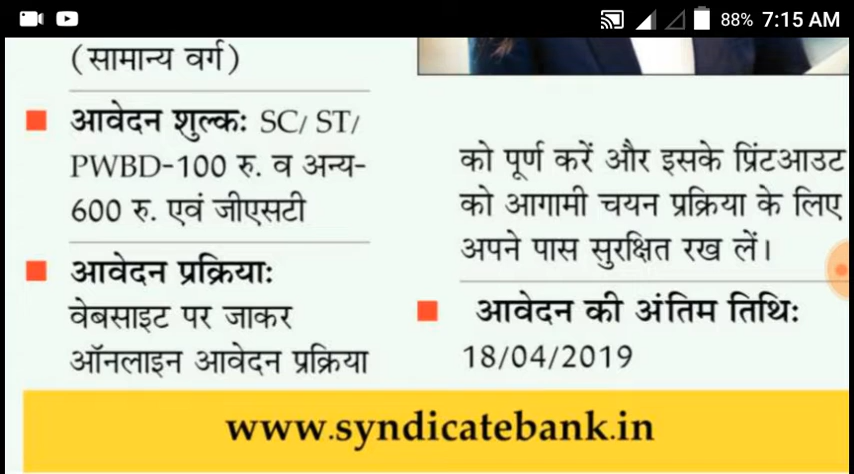 88% 7:15 AM
(सामान्य वर्ग)
आवेदन शुल्क: SC/ ST/
PWBD-100 रु. व अन्य-
600 रु. एवं जीएसटी
आवेदन प्रक्रिया:
वेबसाइट पर जाकर
ऑनलाइन आवेदन प्रक्रिया
को पूर्ण करें और इसके प्रिंटआउट
को आगामी चयन प्रक्रिया के लिए
अपने पास सुरक्षित रख लें।
आवेदन की अंतिम तिथि:
18/04/2019
www.syndicatebank.in